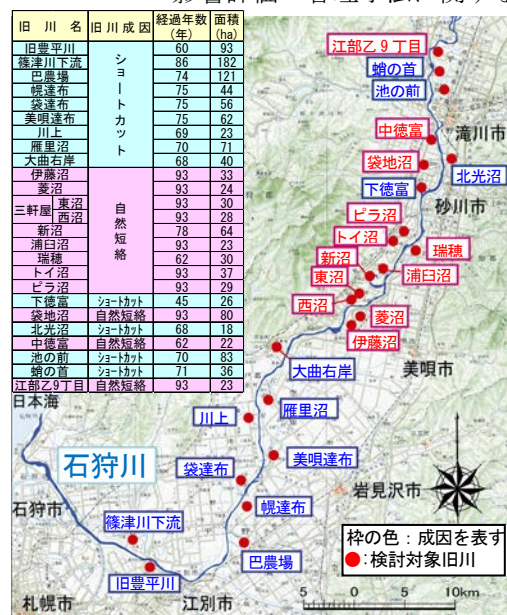 旧川名 旧川成因 経過年数(年) 面積(ha)
旧豊平川 ショートカット 60 93
篠津川下流 86 182
巴農場 74 121
幌達布 75 44
袋達布 75 56
美唄達布 75 62
川上 69 23
雁里沼 70 71
大曲右岸 68 40
伊藤沼 自然短絡 93 33
菱沼 93 24
三軒屋 東沼 93 30
西沼 93 28
新沼 78 64
浦臼沼 93 23
瑞穂 62 30
トイ沼 93 37
ピラ沼 93 29
下徳富 ショートカット 45 26
袋地沼 自然短絡 93 80
北光沼 ショートカット 68 18
中徳富 自然短絡 62 22
池の前 ショートカット 70 83
蛸の首 ショートカット 71 36
江部乙9丁目 自然短絡 93 23
江部乙9丁目
蛸の首
池の前
中徳富
滝川市
袋地沼
北光沼
下徳富
砂川市
ピラ沼
トイ沼
瑞穂
新沼
浦臼沼
東沼
西沼
菱沼
伊藤沼
大曲右岸
美唄市
日本海
雁里沼
川上
石狩川
美唄達布
袋達布
岩見沢市
石狩市
幌達布
篠津川下流
巴農場
旧豊平川
札幌市
江別市
枠の色：成因を表す
●:検討対象旧川
5 0 5 10km